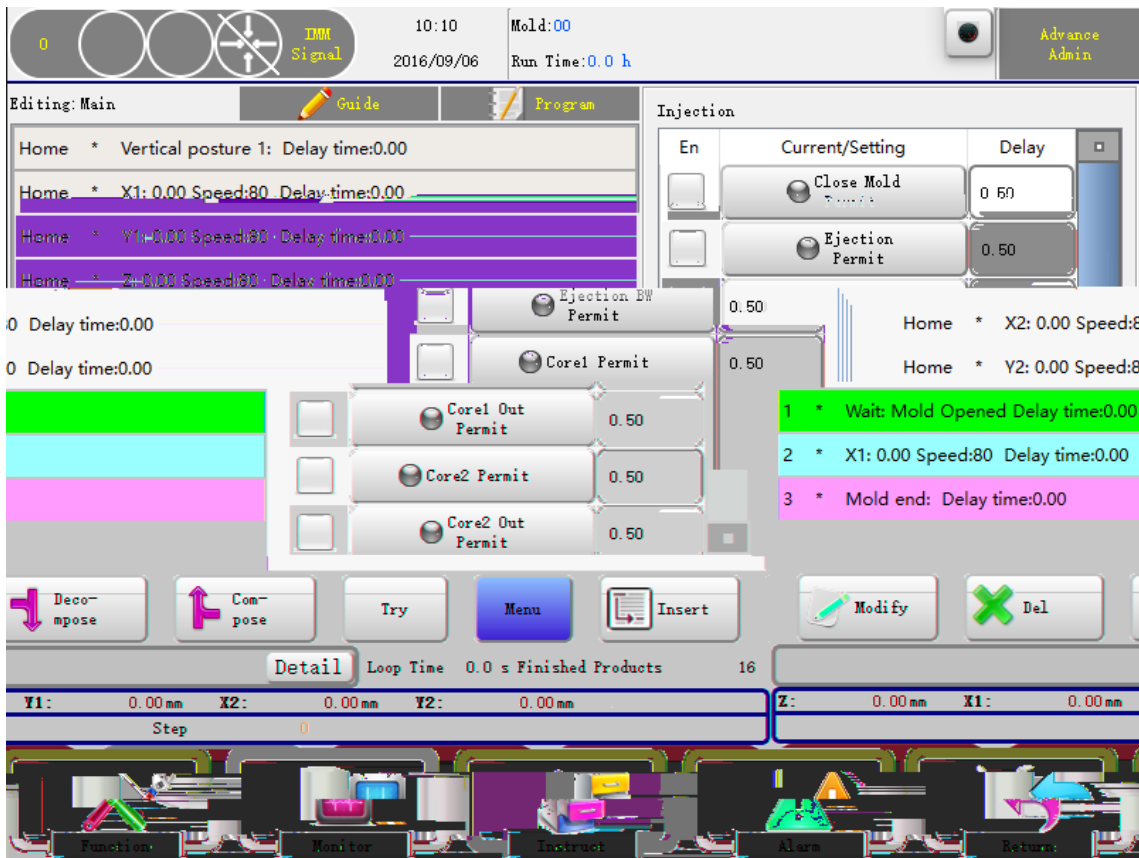 0
IMM
Signal
10:10
2016/09/06
Mold:00
Run Time:0.0 h
Advance
Admin
Editing:Main
Guide
Program
Injection
Home * Vertical posture 1: Delay time:0.00
En Current/Setting Delay
Home * X1: 0.00 Speed:80 Delay time:0.00
Close Mold
0.50
Home * Y1: 0.00 Speed:80 Delay time:0.00
Ejection
Permit
0.50
Home * Z: 0.00 Speed:80 Delay time:0.00
Ejection BW
Permit
0.50
0 Delay time:0.00
Home * X2: 0.00 Speed:8
0 Delay time:0.00
Core1 Permit
0.50
Home * Y2: 0.00 Speed:8
Core1 Out
Permit
0.50
1 * Wait: Mold Opened Delay time:0.00
Core2 Permit
0.50
2 * X1: 0.00 Speed:80 Delay time:0.00
3 * Mold end: Delay time:0.00
Core2 Out
Permit
0.50
Deco-
mpose
Com-
pose
Try
Menu
Insert
Modify
Del
Detail
Loop Time 0.0 s Finished Products 16
Y1: 0.00mm X2: 0.00mm Y2: 0.00mm
Z: 0.00mm X1: 0.00mm
Step 0
Function
Monitor
Instruct
Alarm
Return